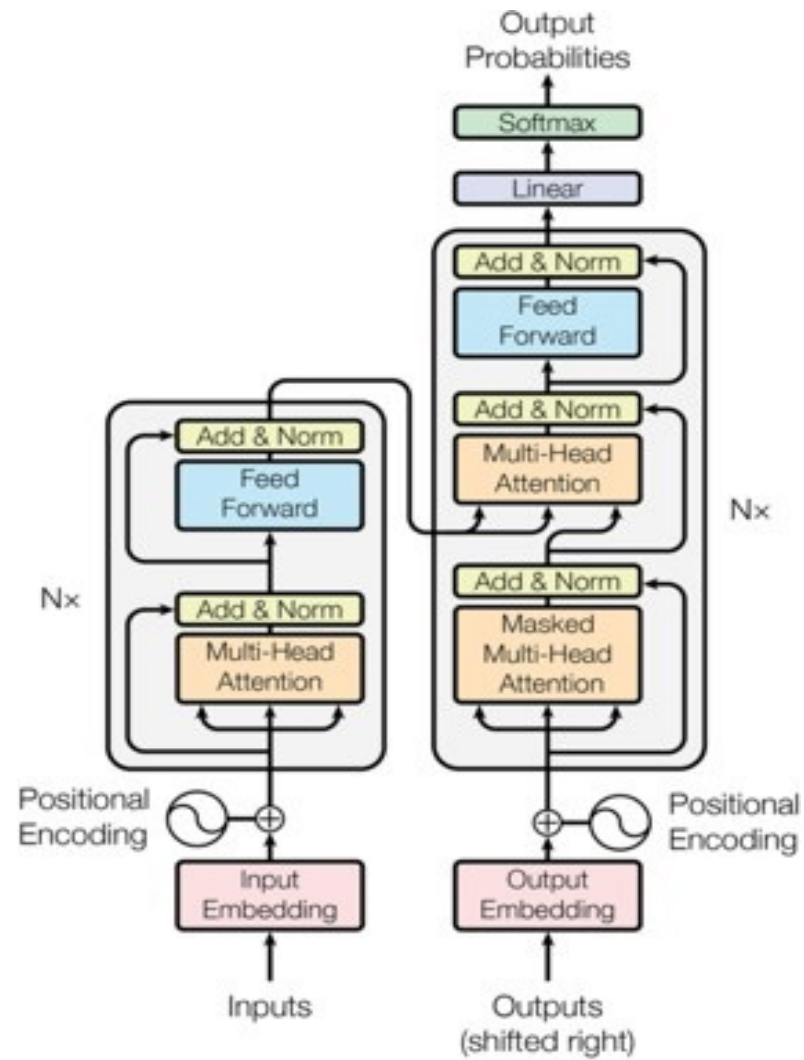 Output
Probabilities
Softmax
Linear
Add & Norm
Feed
Forward
Add & Norm
Multi-Head
Attention
Add & Norm
Masked
Multi-Head
Attention
N×
Positional
Encoding
Output
Embedding
Outputs
(shifted right)
Add & Norm
Feed
Forward
Add & Norm
Multi-Head
Attention
N×
Positional
Encoding
Input
Embedding
Inputs